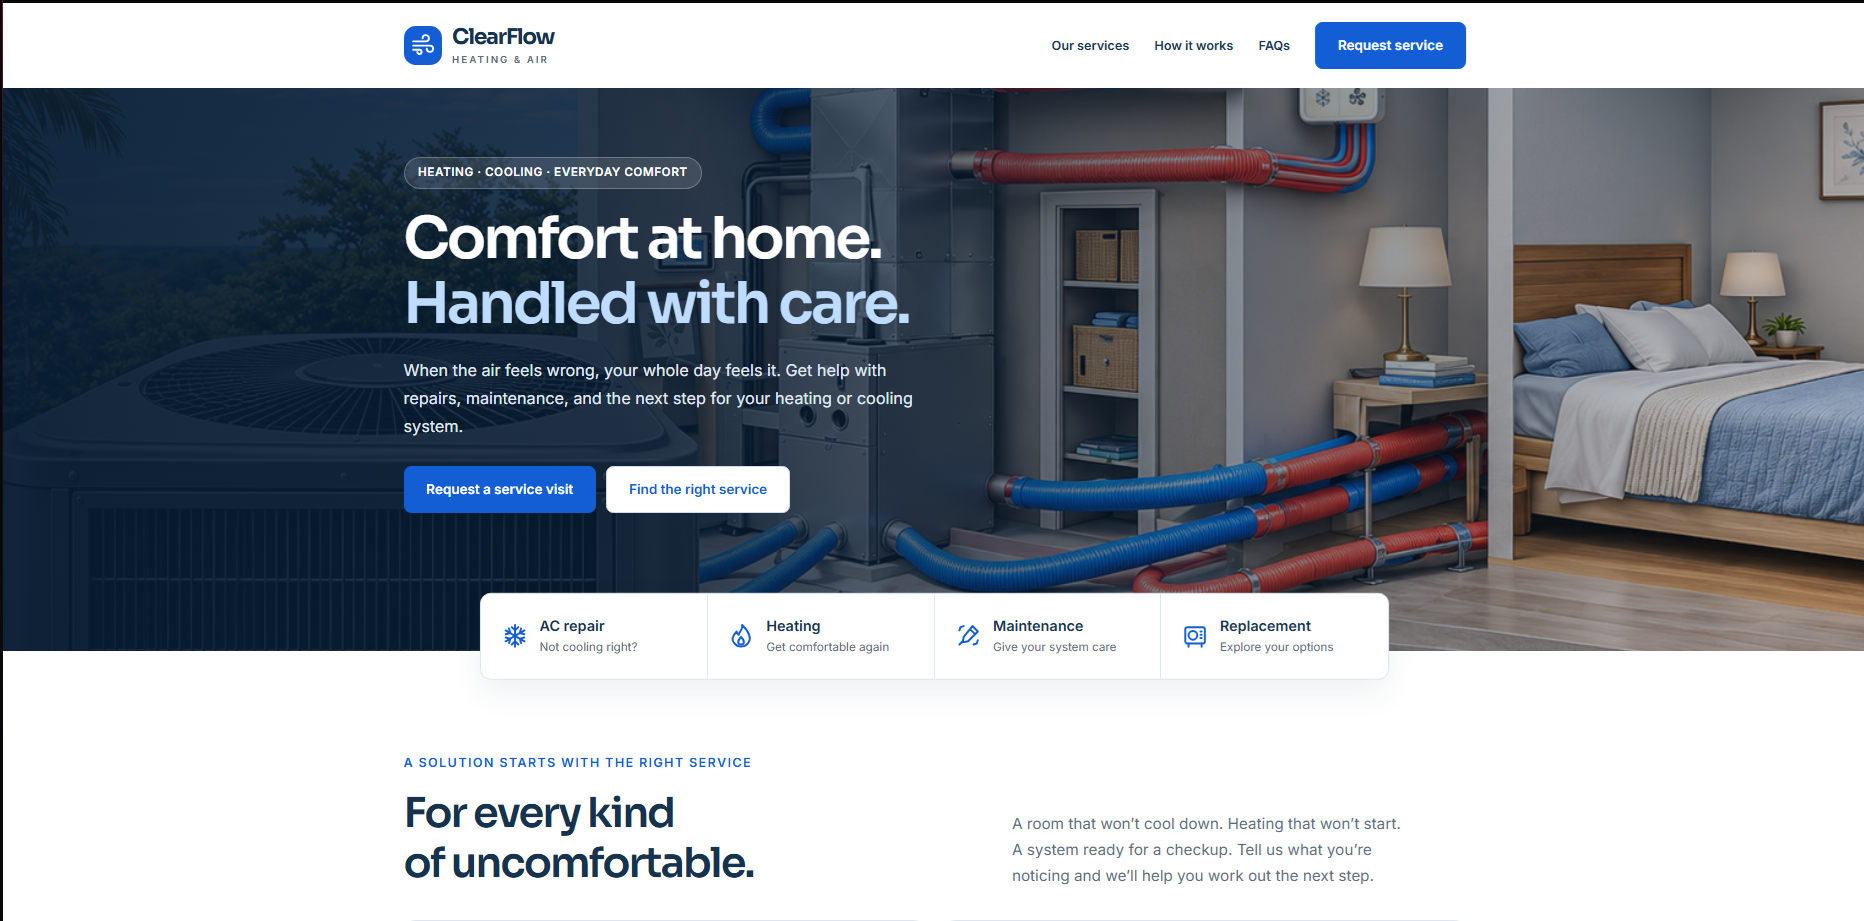 ClearFlow
HEATING & AIR
Our services
How it works
FAQs
Request service
HEATING · COOLING · EVERYDAY COMFORT
Comfort at home.
Handled with care.
When the air feels wrong, your whole day feels it. Get help with
repairs, maintenance, and the next step for your heating or cooling
system.
Request a service visit
Find the right service
AC repair
Not cooling right?
Heating
Get comfortable again
Maintenance
Give your system care
Replacement
Explore your options
A SOLUTION STARTS WITH THE RIGHT SERVICE
For every kind
of uncomfortable.
A room that won’t cool down. Heating that won’t start.
A system ready for a checkup. Tell us what you’re
noticing and we’ll help you work out the next step.